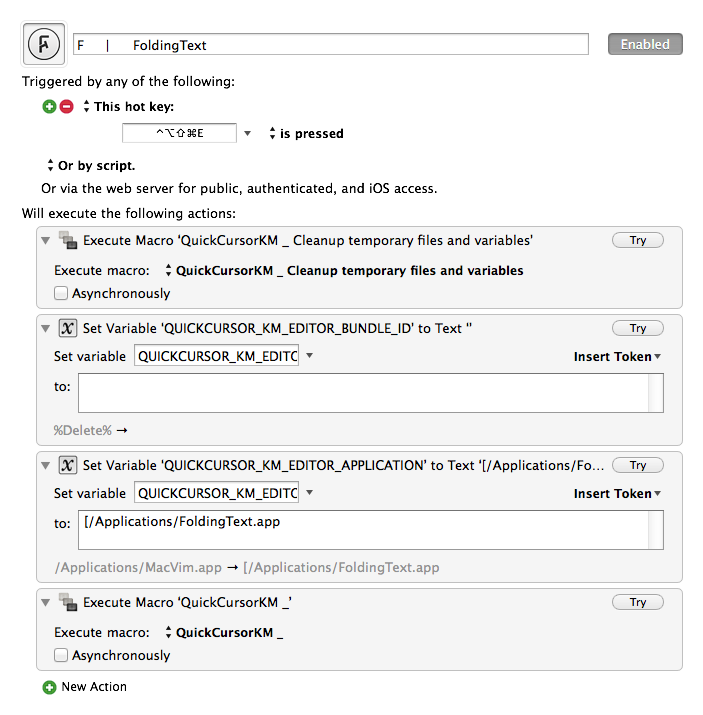 F | FoldingText
Enabled
Triggered by any of the following:
This hot key:
^⌥⇧⌘E is pressed
Or by script.
Or via the web server for public, authenticated, and iOS access.
Will execute the following actions:
Execute Macro 'QuickCursorKM _ Cleanup temporary files and variables' Try
Execute macro: QuickCursorKM _ Cleanup temporary files and variables
Asynchronously
Set Variable 'QUICKCURSOR_KM_EDITOR_BUNDLE_ID' to Text '' Try
Set variable QUICKCURSOR_KM_EDITO Insert Token
to:
%Delete% →
Set Variable 'QUICKCURSOR_KM_EDITOR_APPLICATION' to Text '[/Applications/Fo... Try
Set variable QUICKCURSOR_KM_EDITO Insert Token
to: [/Applications/FoldingText.app
/Applications/MacVim.app → [/Applications/FoldingText.app
Execute Macro 'QuickCursorKM _' Try
Execute macro: QuickCursorKM _
Asynchronously
New Action